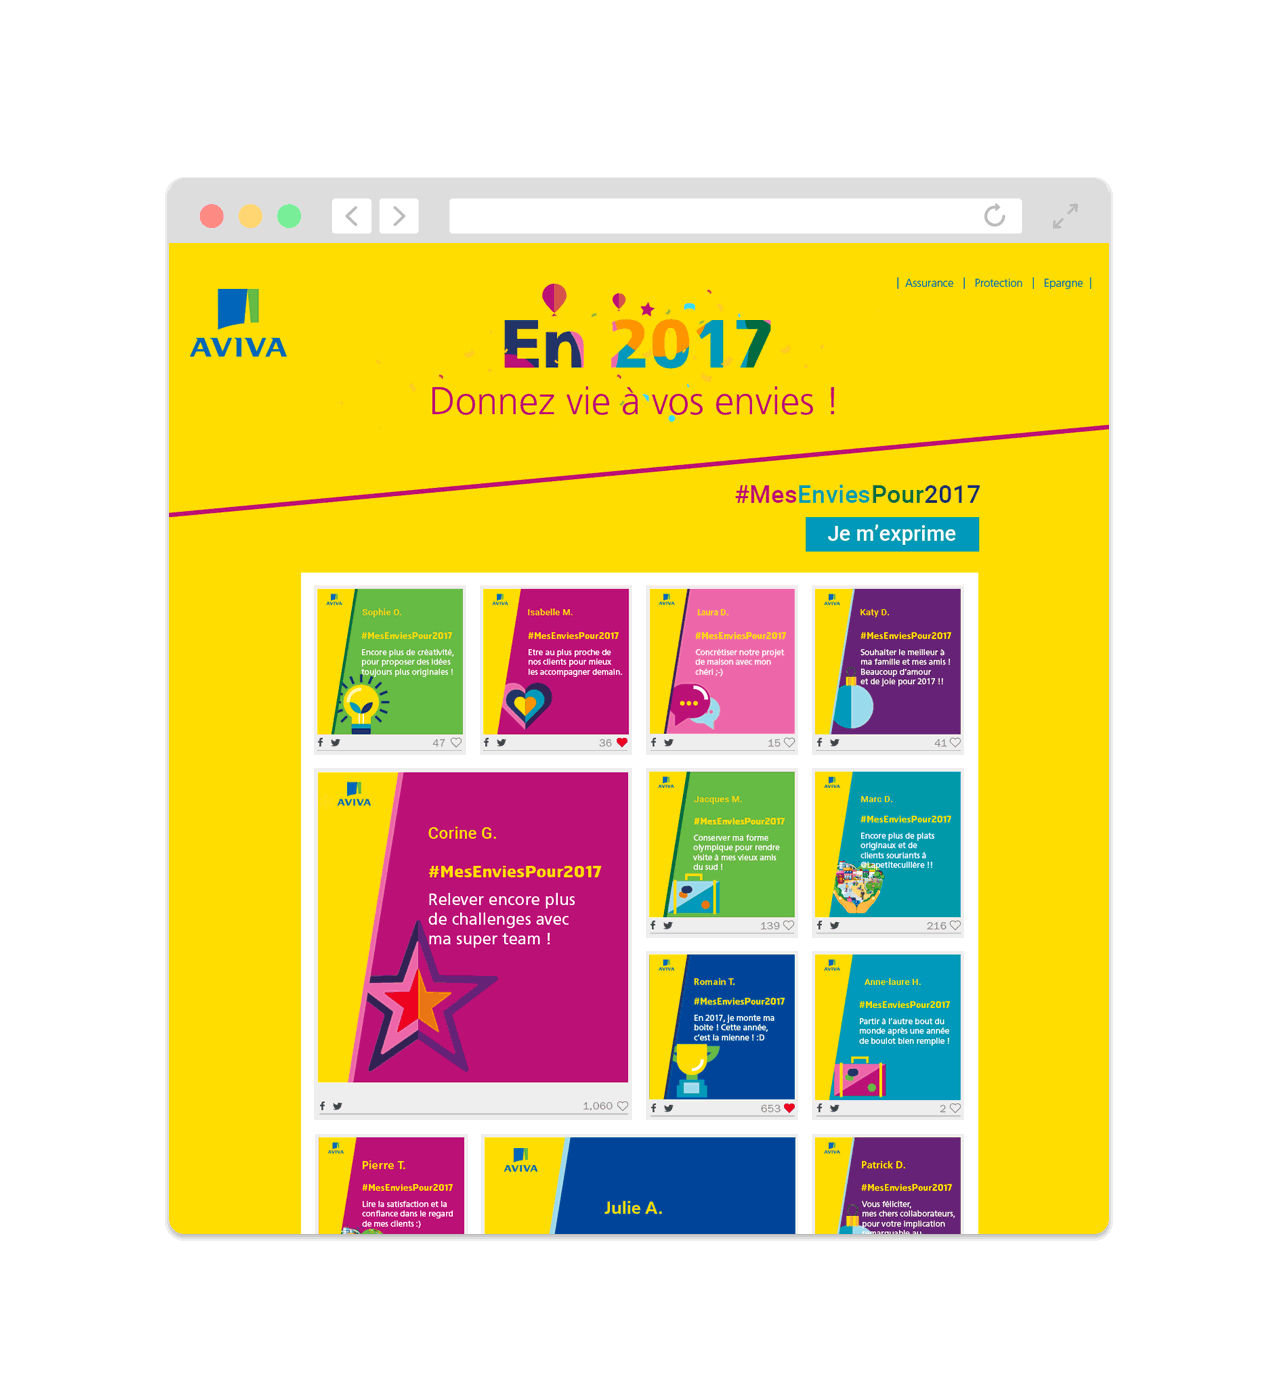 | Assurance | Protection | Epargne |
AVIVA
En 2017
Donnez vie à vos envies !
#MesEnviesPour2017
Je m’exprime
AVIVA
Sophie O.
#MesEnviesPour2017
Encore plus de créativité,
pour proposer des idées
toujours plus originales !
47
AVIVA
Isabelle M.
#MesEnviesPour2017
Etre au plus proche de
nos clients pour mieux
les accompagner demain.
36
AVIVA
Laura D.
#MesEnviesPour2017
Concrétiser notre projet
de maison avec mon
chéri ;-)
15
AVIVA
Katy D.
#MesEnviesPour2017
Souhaiter le meilleur à
ma famille et mes amis !
Beaucoup d’amour
et de joie pour 2017 !!
41
AVIVA
Corine G.
#MesEnviesPour2017
Relever encore plus
de challenges avec
ma super team !
1,060
AVIVA
Jacques M.
#MesEnviesPour2017
Conserver ma forme
olympique pour rendre
visite à mes vieux amis
du sud !
139
AVIVA
Marc D.
#MesEnviesPour2017
Encore plus de plats
originaux et de
clients souriants à
@Lapetitecuillière !!
216
AVIVA
Romain T.
#MesEnviesPour2017
En 2017, je monte ma
boite ! Cette année,
c’est la mienne ! :D
653
AVIVA
Anne-laure H.
#MesEnviesPour2017
Partir à l’autre bout du
monde après une année
de boulot bien remplie !
2
AVIVA
Pierre T.
#MesEnviesPour2017
Lire la satisfaction et la
confiance dans le regard
de mes clients :)
AVIVA
Julie A.
AVIVA
Patrick D.
#MesEnviesPour2017
Vous féliciter,
mes chers collaborateurs,
pour votre implication
remarquable au